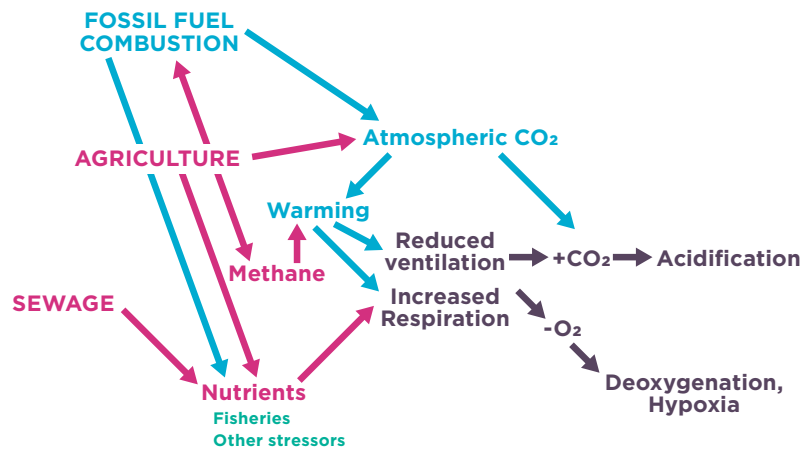 FOSSIL FUEL
COMBUSTION
Atmospheric CO₂
AGRICULTURE
Warming
Reduced
ventilation
+CO₂
Acidification
Methane
Increased
Respiration
SEWAGE
-O₂
Nutrients
Deoxygenation,
Hypoxia
Fisheries
Other stressors